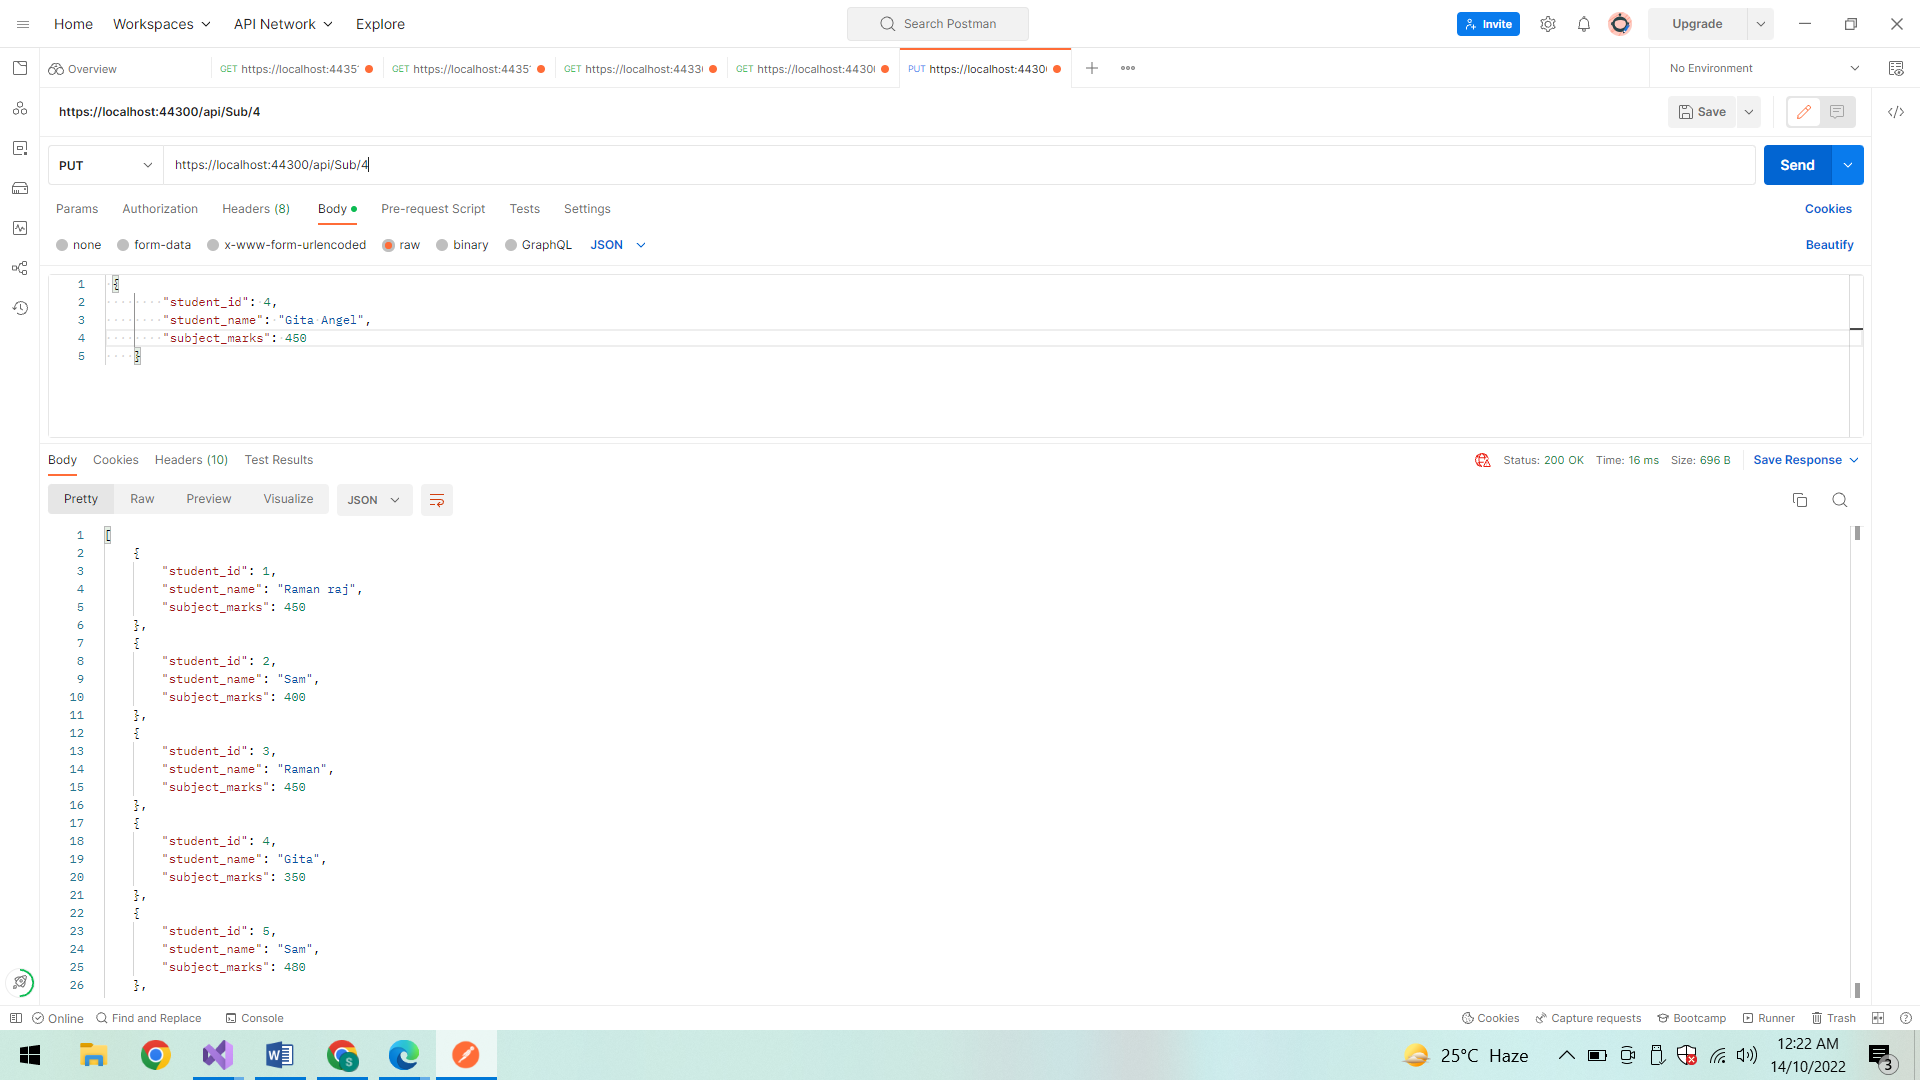 Home Workspaces API Network Explore Search Postman Invite Upgrade
Overview GET https://localhost:4435 GET https://localhost:4435 GET https://localhost:4433 GET https://localhost:4430 PUT https://localhost:4430 No Environment
https://localhost:44300/api/Sub/4 Save
PUT https://localhost:44300/api/Sub/4 Send
Params Authorization Headers (8) Body Pre-request Script Tests Settings Cookies
none form-data x-www-form-urlencoded raw binary GraphQL JSON Beautify
1 {
2 "student_id": 4,
3 "student_name": "Gita Angel",
4 "subject_marks": 450
5 }
Body Cookies Headers (10) Test Results Status: 200 OK Time: 16 ms Size: 696 B Save Response
Pretty Raw Preview Visualize JSON
1 [
2 {
3 "student_id": 1,
4 "student_name": "Raman raj",
5 "subject_marks": 450
6 },
7 {
8 "student_id": 2,
9 "student_name": "Sam",
10 "subject_marks": 400
11 },
12 {
13 "student_id": 3,
14 "student_name": "Raman",
15 "subject_marks": 450
16 },
17 {
18 "student_id": 4,
19 "student_name": "Gita",
20 "subject_marks": 350
21 },
22 {
23 "student_id": 5,
24 "student_name": "Sam",
25 "subject_marks": 480
26 },
Online Find and Replace Console Cookies Capture requests Bootcamp Runner Trash
25°C Haze 12:22 AM
14/10/2022 3